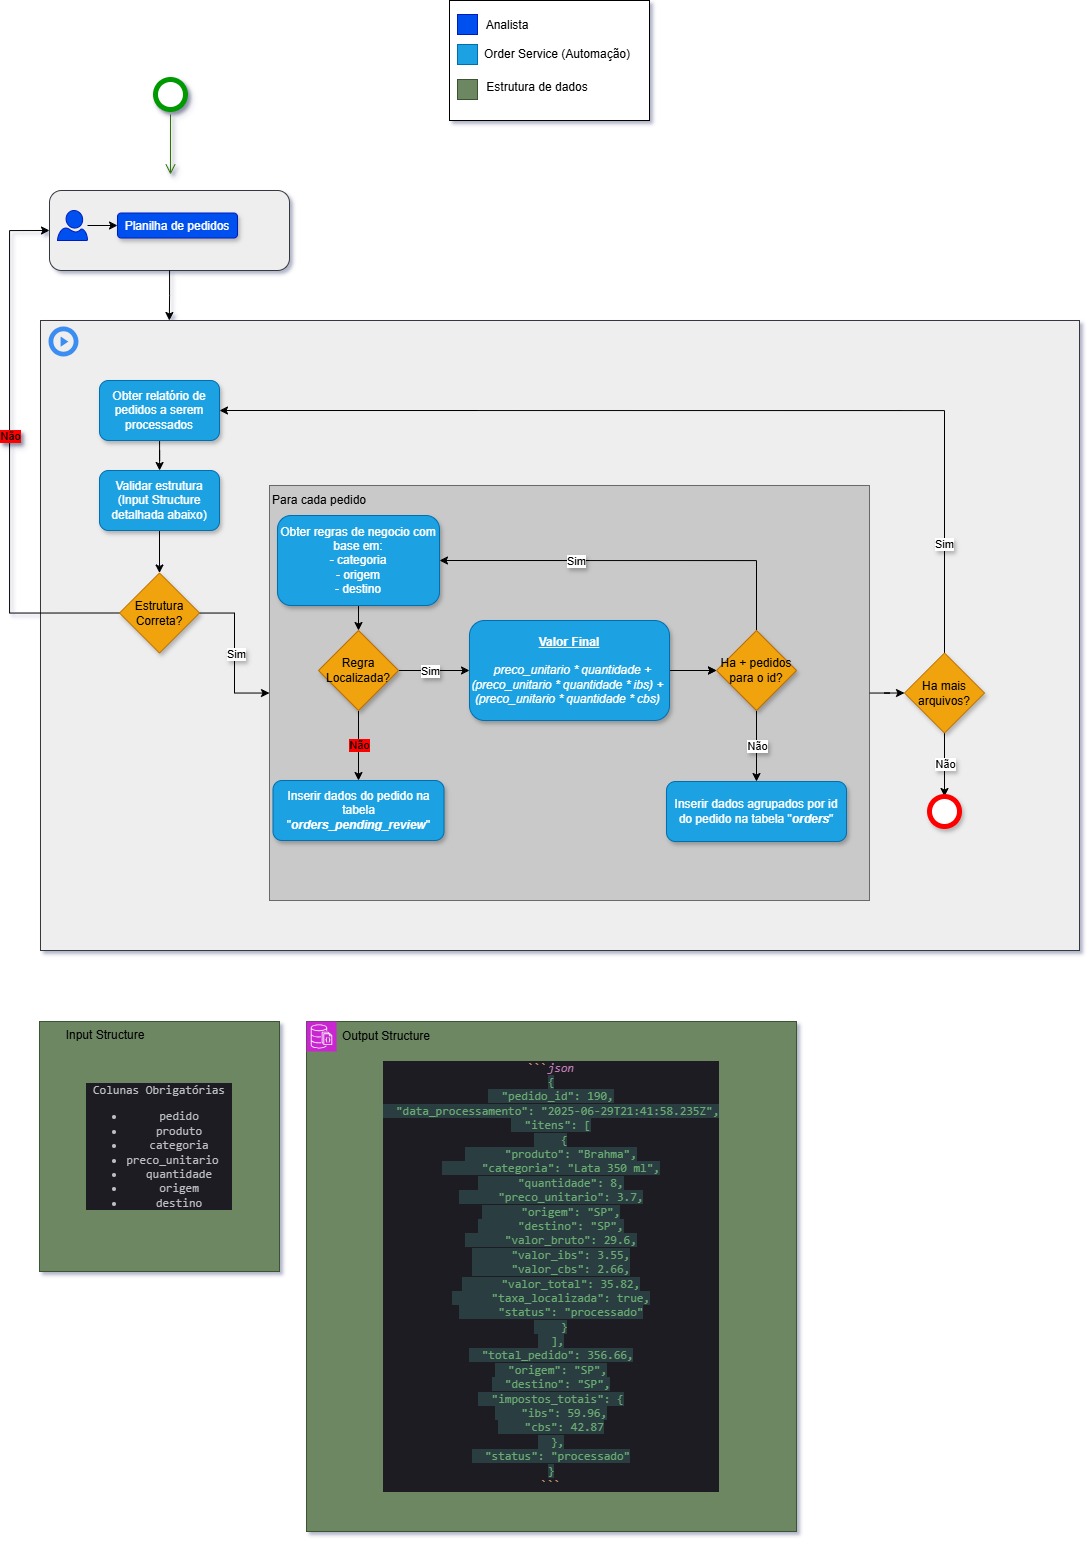 Analista
Order Service (Automação)
Estrutura de dados
Planilha de pedidos
Obter relatório de
pedidos a serem
processados
Não
Validar estrutura
(Input Structure
detalhada abaixo)
Estrutura
Correta?
Sim
Para cada pedido
Obter regras de negocio com
base em:
- categoria
- origem
- destino
Sim
Regra
Localizada?
Sim
Valor Final
preco_unitario * quantidade +
(preco_unitario * quantidade * ibs) +
(preco_unitario * quantidade * cbs)
Ha + pedidos
para o id?
Não
Inserir dados do pedido na
tabela
"orders_pending_review"
Não
Inserir dados agrupados por id
do pedido na tabela "orders"
Sim
Ha mais
arquivos?
Não
Input Structure
Colunas Obrigatórias
• pedido
• produto
• categoria
• preco_unitario
• quantidade
• origem
• destino
Output Structure
```json
{
"pedido_id": 190,
"data_processamento": "2025-06-29T21:41:58.235Z",
"itens": [
{
"produto": "Brahma",
"categoria": "Lata 350 ml",
"quantidade": 8,
"preco_unitario": 3.7,
"origem": "SP",
"destino": "SP",
"valor_bruto": 29.6,
"valor_ibs": 3.55,
"valor_cbs": 2.66,
"valor_total": 35.82,
"taxa_localizada": true,
"status": "processado"
}
],
"total_pedido": 356.66,
"origem": "SP",
"destino": "SP",
"impostos_totais": {
"ibs": 59.96,
"cbs": 42.87
},
"status": "processado"
}
```